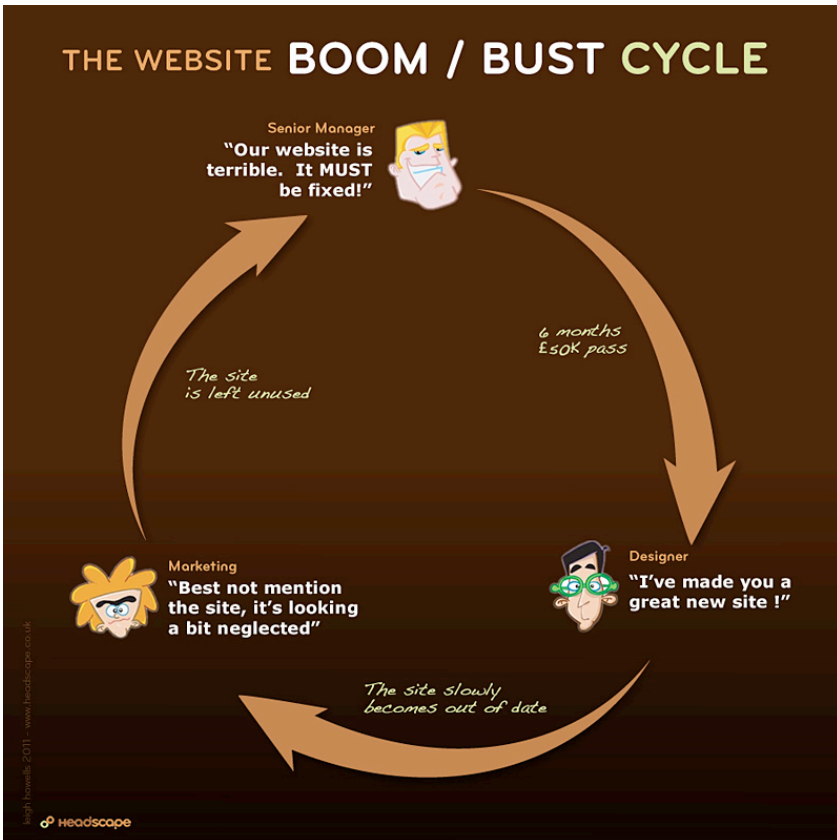 THE WEBSITE BOOM / BUST CYCLE
Senior Manager
“Our website is
terrible.  It MUST
be fixed!”
6 months
£50K pass
Designer
“I’ve made you a
great new site !”
The site slowly
becomes out of date
Marketing
“Best not mention
the site, it’s looking
a bit neglected”
The site
is left unused
leigh howells 2011 - www.headscape.co.uk
Headscape